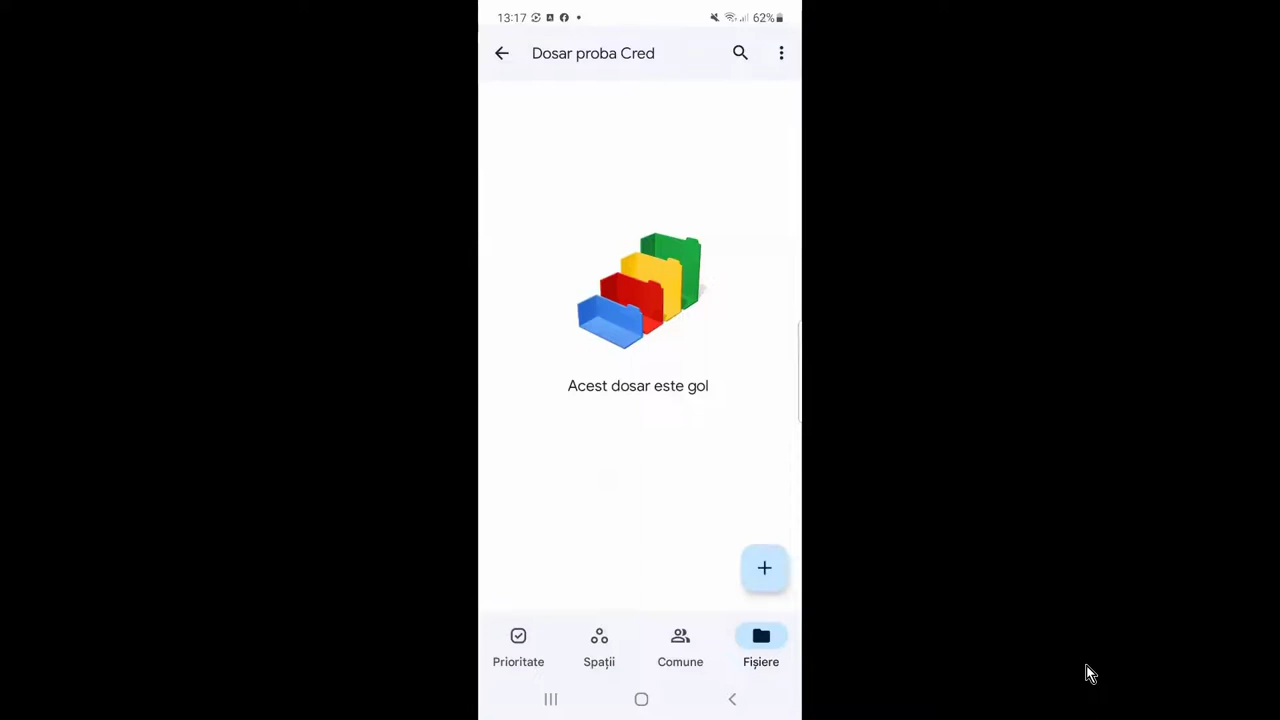 13:17 62%
Dosar proba Cred
Acest dosar este gol
Prioritate Spații Comune Fișiere